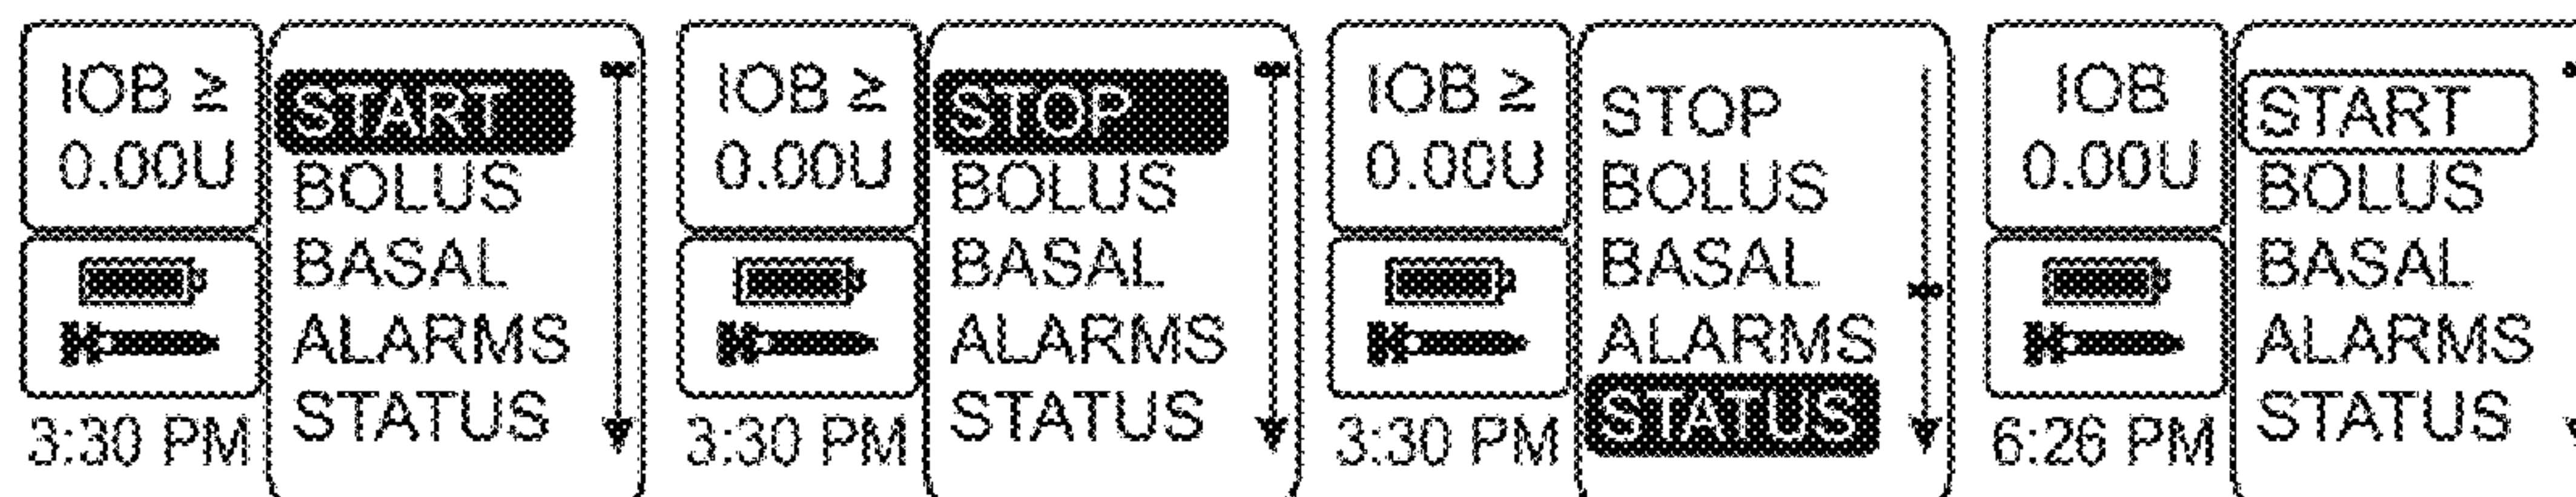 IOB ≥
0.00U
3:30 PM
START
BOLUS
BASAL
ALARMS
STATUS
IOB ≥
0.00U
3:30 PM
STOP
BOLUS
BASAL
ALARMS
STATUS
IOB ≥
0.00U
3:30 PM
STOP
BOLUS
BASAL
ALARMS
STATUS
IOB
0.00U
6:26 PM
START
BOLUS
BASAL
ALARMS
STATUS